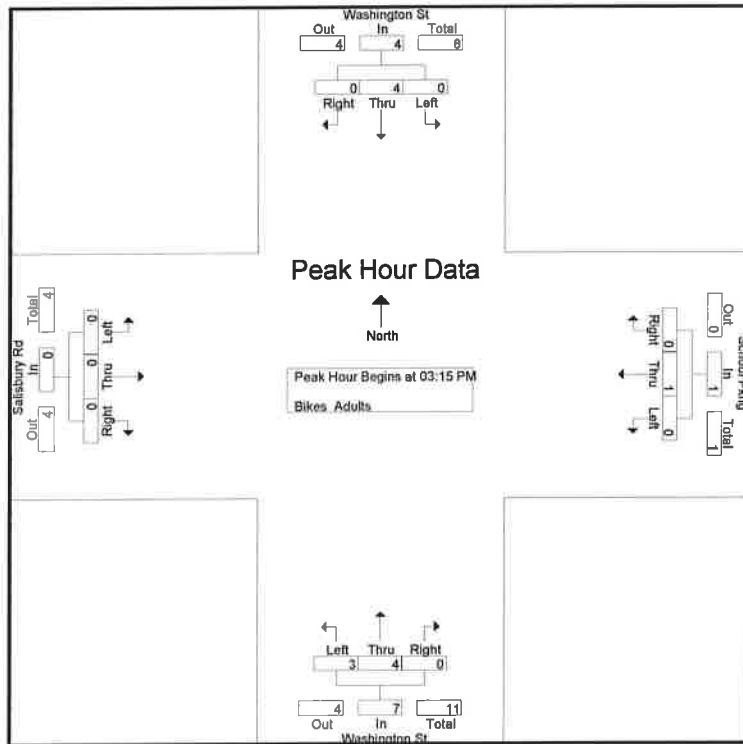 Washington St
Out In Total
4 4 8
0 4 0
Right Thru Left
Peak Hour Data
North
Peak Hour Begins at 03:15 PM
Bikes Adults
Salisbury Rd
Out In Total
4 0 4
0 0 0
Right Thru Left
Out In Total
0 1 1
Right Thru Left
0 1 0
Left Thru Right
3 4 0
4 7 11
Out In Total
Washington St